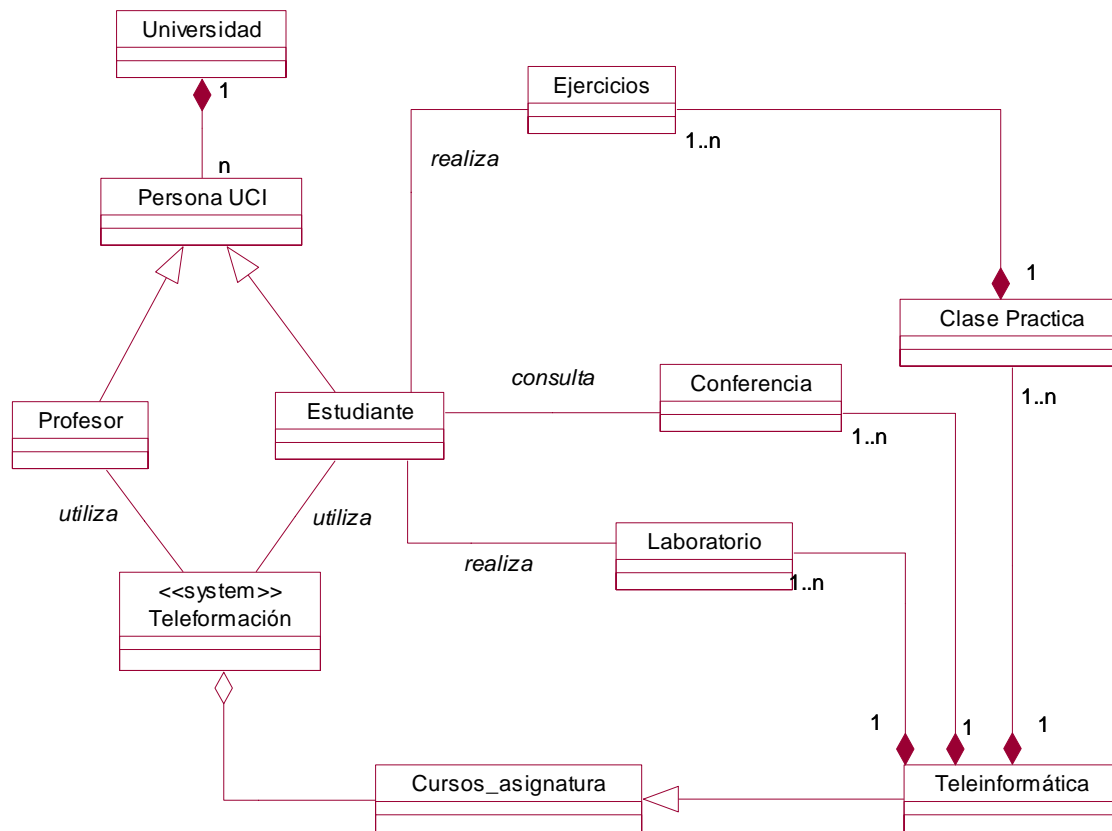 Universidad
1
n
Persona UCI
Ejercicios
1..n
realiza
1
Clase Practica
1..n
consulta
Conferencia
1..n
Profesor
Estudiante
utiliza
utiliza
realiza
Laboratorio
1..n
<<system>>
Teleformación
1
1
1
Cursos_asignatura
Teleinformática